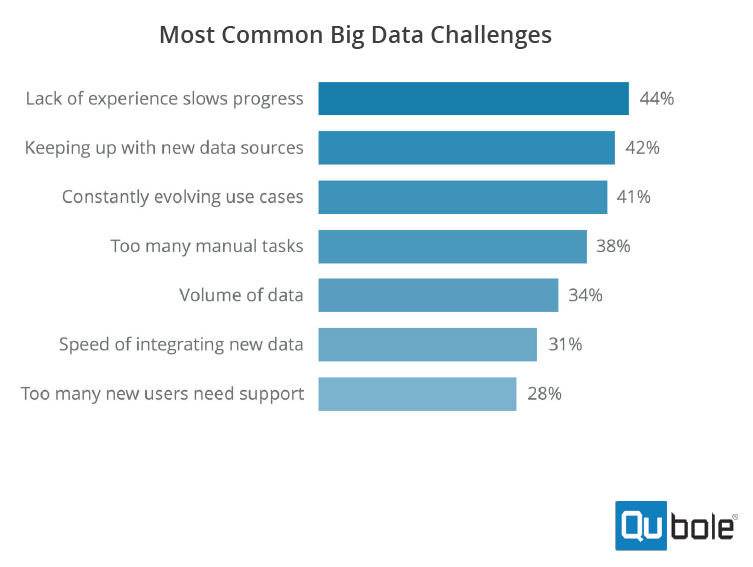 Most Common Big Data Challenges
Lack of experience slows progress 44%
Keeping up with new data sources 42%
Constantly evolving use cases 41%
Too many manual tasks 38%
Volume of data 34%
Speed of integrating new data 31%
Too many new users need support 28%
Qubole®